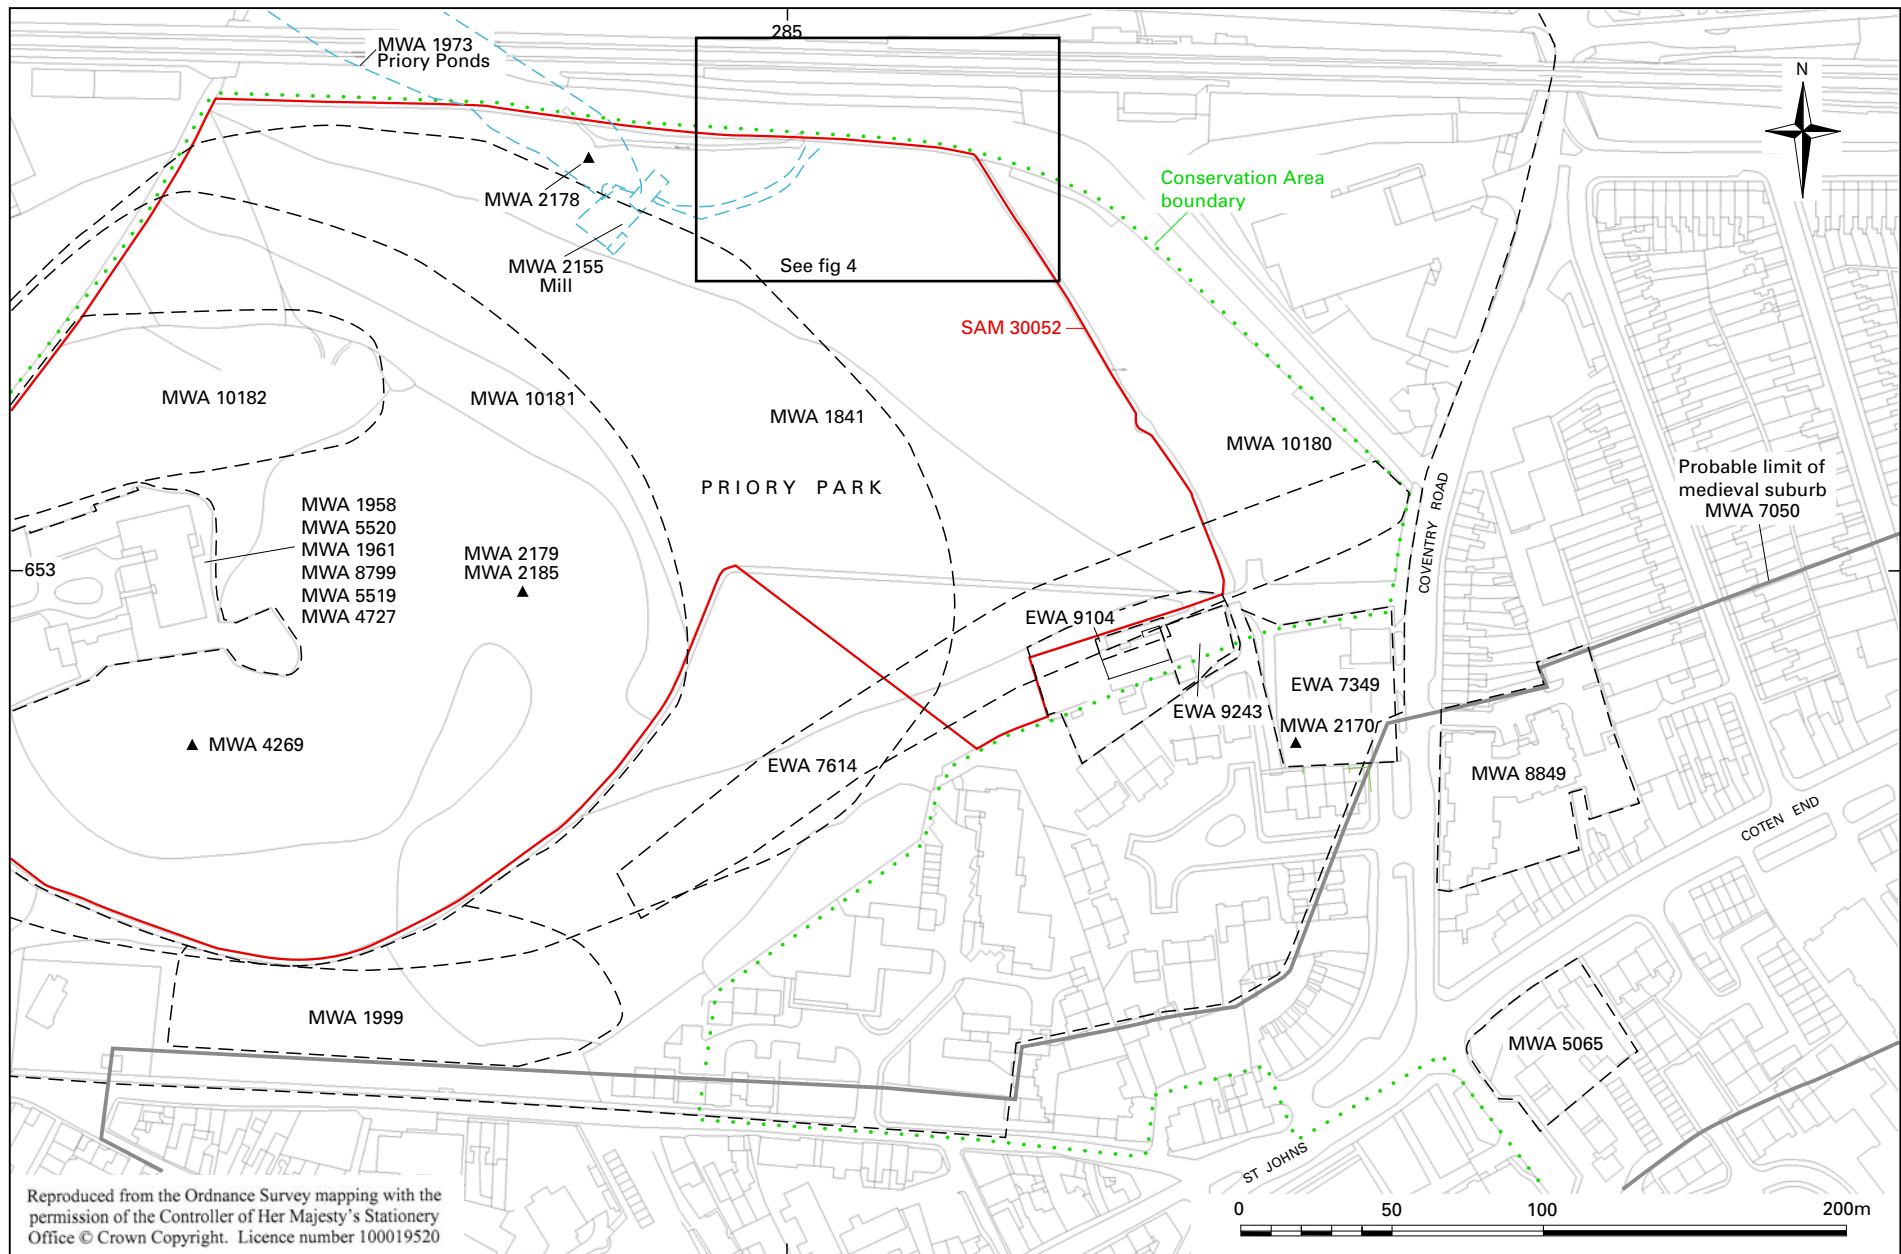 285
MWA 1973
Priory Ponds
N
MWA 2178
Conservation Area
boundary
MWA 2155
Mill
See fig 4
SAM 30052
MWA 10182
MWA 10181
MWA 1841
MWA 10180
PRIORY PARK
Probable limit of
medieval suburb
MWA 7050
COVENTRY ROAD
MWA 1958
MWA 5520
MWA 1961
MWA 8799
MWA 5519
MWA 4727
MWA 2179
MWA 2185
653
EWA 9104
EWA 7349
EWA 9243
MWA 2170
MWA 4269
EWA 7614
MWA 8849
COTEN END
MWA 1999
MWA 5065
ST JOHNS
Reproduced from the Ordnance Survey mapping with the
permission of the Controller of Her Majesty's Stationery
Office © Crown Copyright. Licence number 100019520
0 50 100 200m